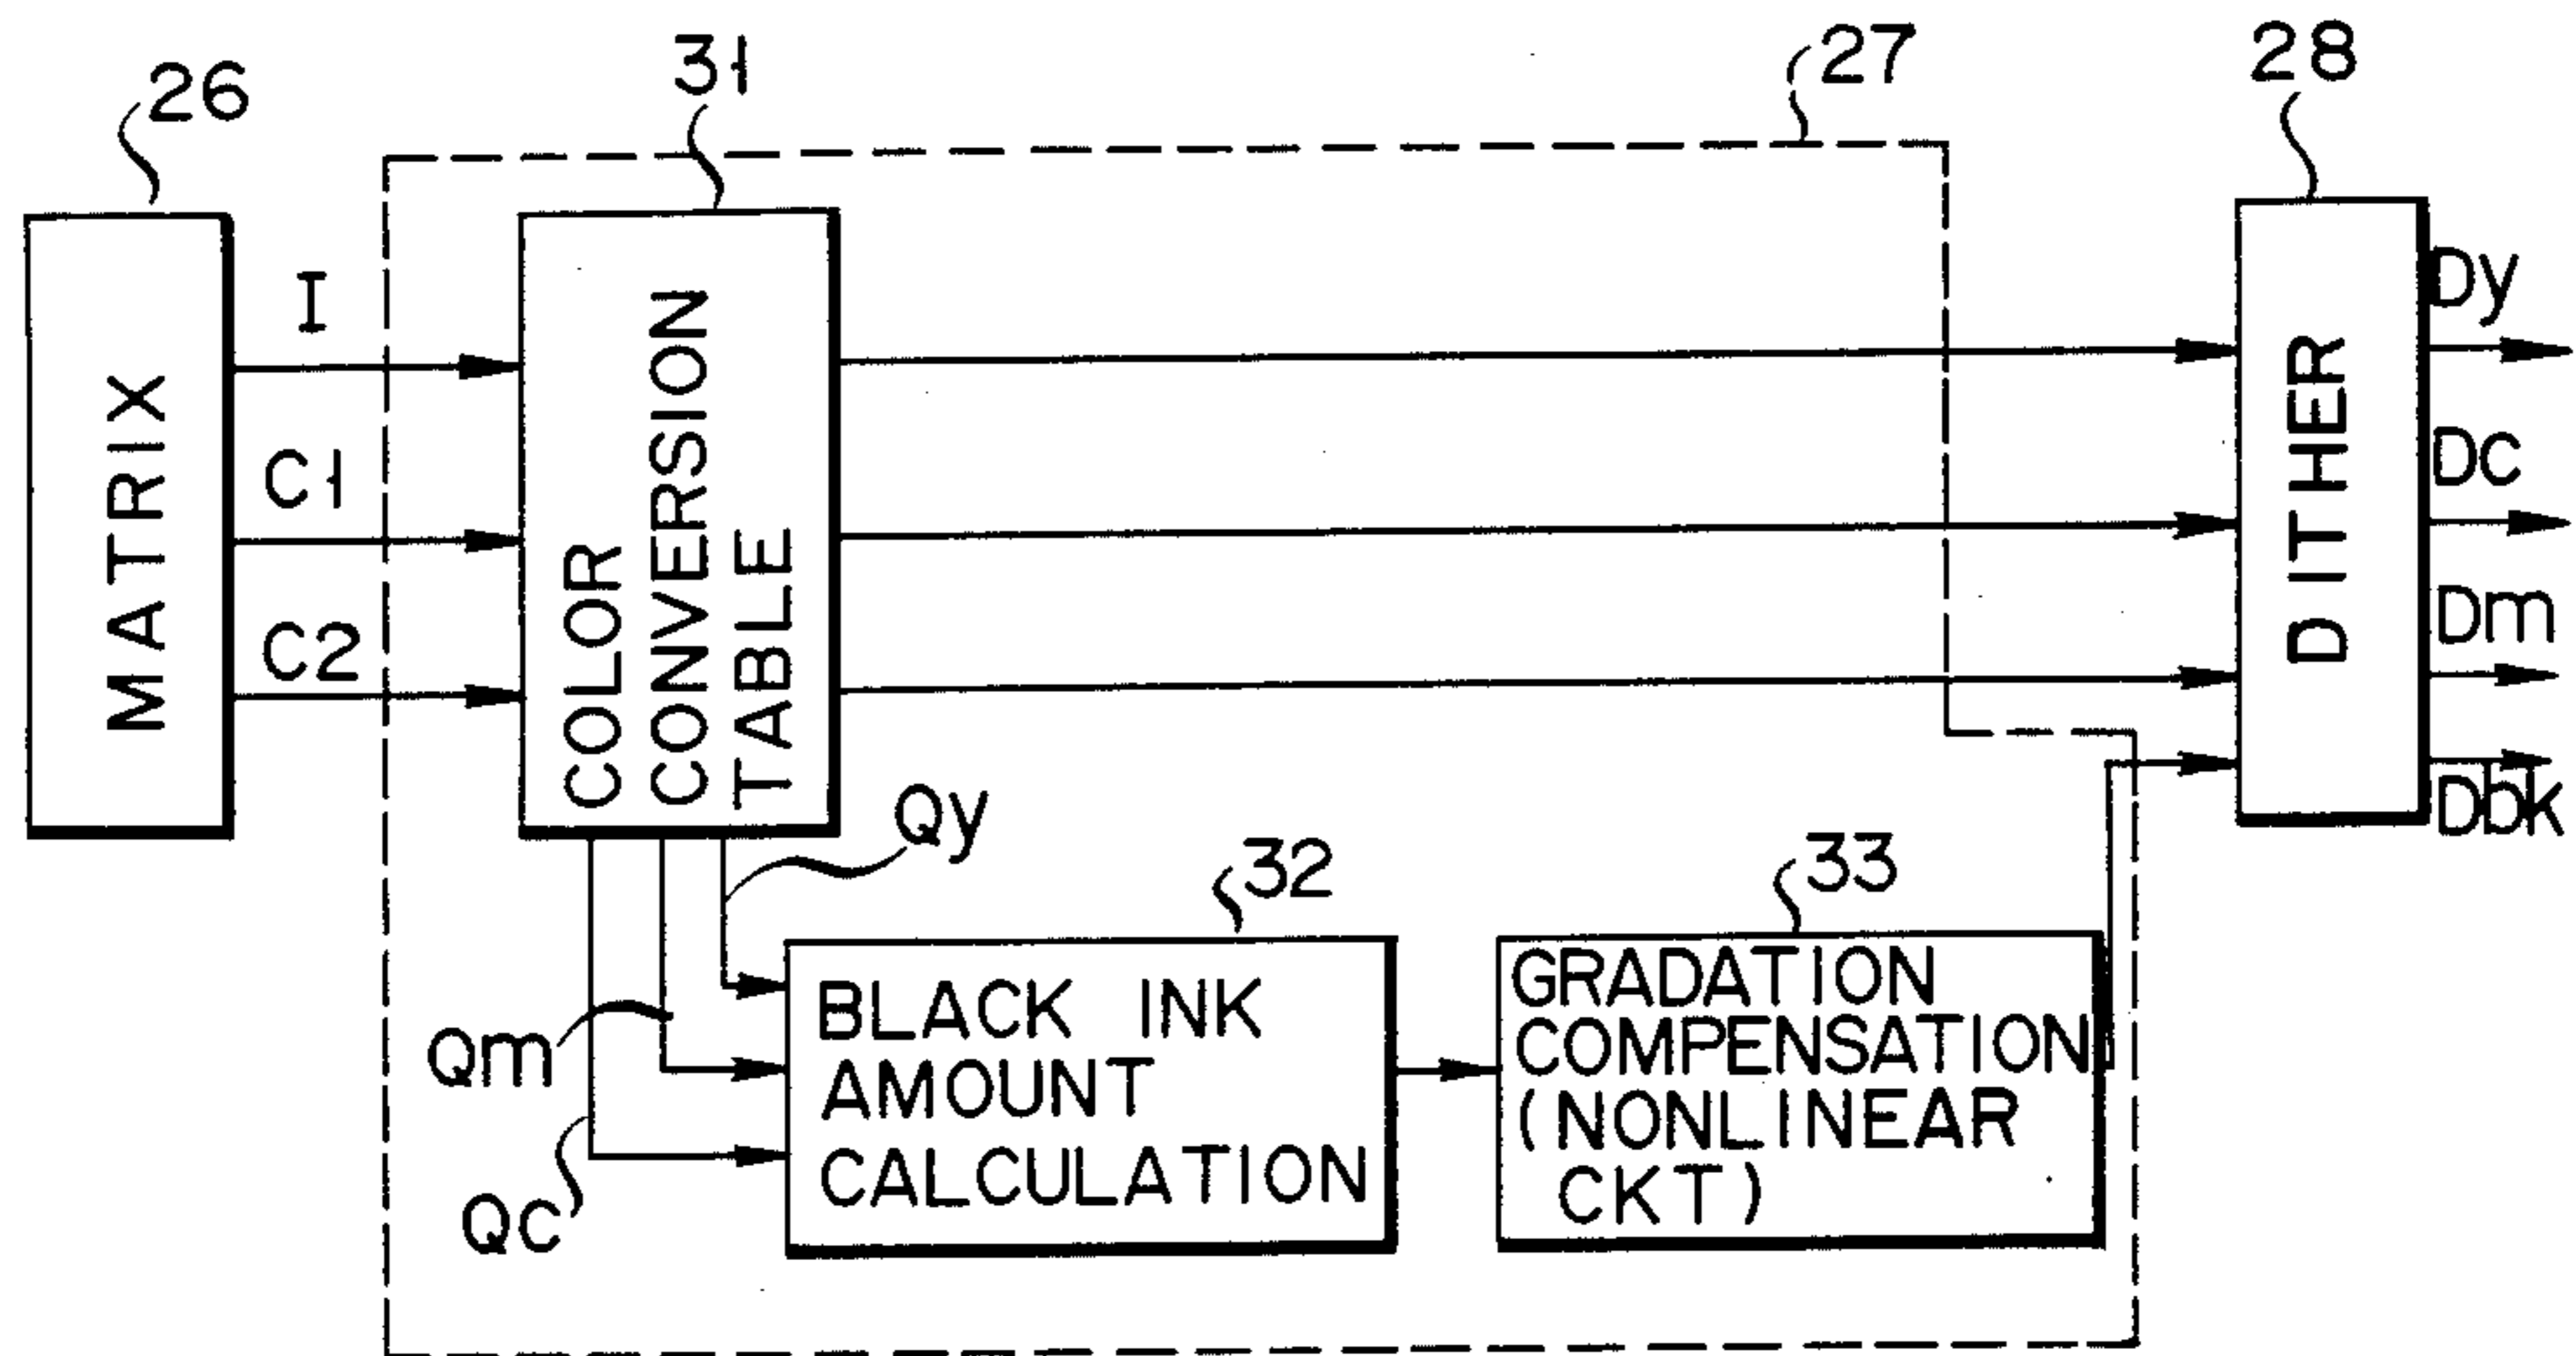 26
31
27
28
MATRIX
I
C1
C2
COLOR
CONVERSION
TABLE
DITHER
Dy
Dc
Dm
Dbk
Qy
Qm
Qc
32
BLACK INK
AMOUNT
CALCULATION
33
GRADATION
COMPENSATION
(NONLINEAR
CKT)